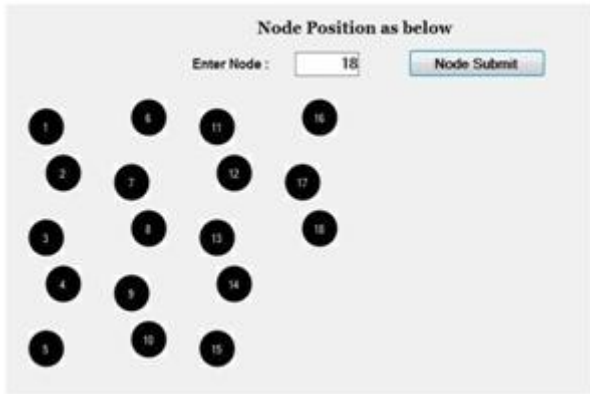 Node Position as below
Enter Node : 18 Node Submit
1 6 11 16
2 7 12 17
3 8 13 18
4 9 14
5 10 15